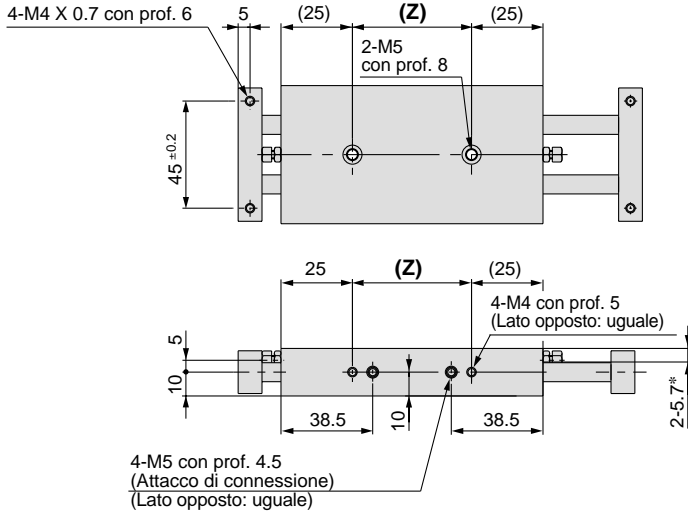 4-M4 X 0.7 con prof. 6
5
(25)
(Z)
(25)
2-M5
con prof. 8
45 ±0.2
25
(Z)
(25)
4-M4 con prof. 5
(Lato opposto: uguale)
5
10
10
2-5.7*
38.5
38.5
4-M5 con prof. 4.5
(Attacco di connessione)
(Lato opposto: uguale)